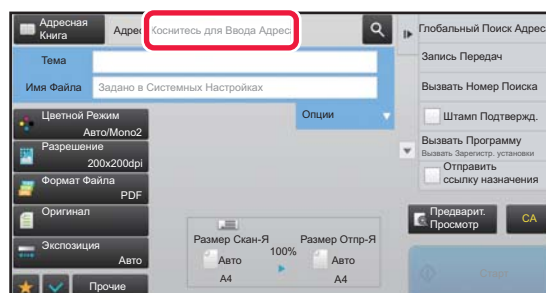 Адресная
Книга
Адрес
Коснитесь для Ввода Адреса
Тема
Имя Файла
Задано в Системных Настройках
Опции
Цветной Режим
Авто/Mono2
Разрешение
200x200dpi
Формат Файла
PDF
Оригинал
Экспозиция
Авто
Прочие
Размер Скан-Я
Авто
A4
100%
Размер Отпр-Я
Авто
A4
Глобальный Поиск Адрес
Запись Передач
Вызвать Номер Поиска
Штамп Подтвержд.
Вызвать Программу
Вызвать Зарегистр. установки
Отправить
ссылку назначения
Предварит.
Просмотр
CA
Старт